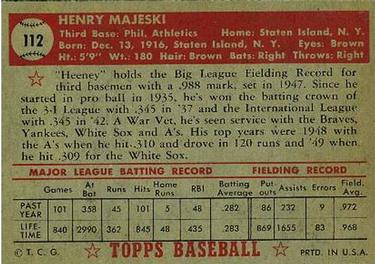 112
HENRY MAJESKI
Third Base: Phil. Athletics Home: Staten Island, N. Y.
Born: Dec. 13, 1916, Staten Island, N. Y. Eyes: Brown
Ht.: 5'9" Wt.: 180 Hair: Brown Bats: Right Throws: Right
"Heeney" holds the Big League Fielding Record for
third basemen with a .988 mark, set in 1947. Since he
started in pro ball in 1935, he's won the batting crown of
the 3-I League with .345 in '37 and the International League
with .345 in '42. A War Vet, he's seen service with the Braves,
Yankees, White Sox and A's. His top years were 1948 with
the A's when he hit .310 and drove in 120 runs and '49 when
he hit .309 for the White Sox.
MAJOR LEAGUE BATTING RECORD FIELDING RECORD
Games At Bat Runs Hits Home Runs RBI Batting Average Put-outs Assists Errors Field. Avg.
PAST YEAR 101 358 45 101 5 48 .282 86 232 9 .972
LIFE-TIME 840 2990 362 845 53 435 .283 869 1655 83 .968
© T. C. G. TOPPS BASEBALL PRTD. IN U.S.A.